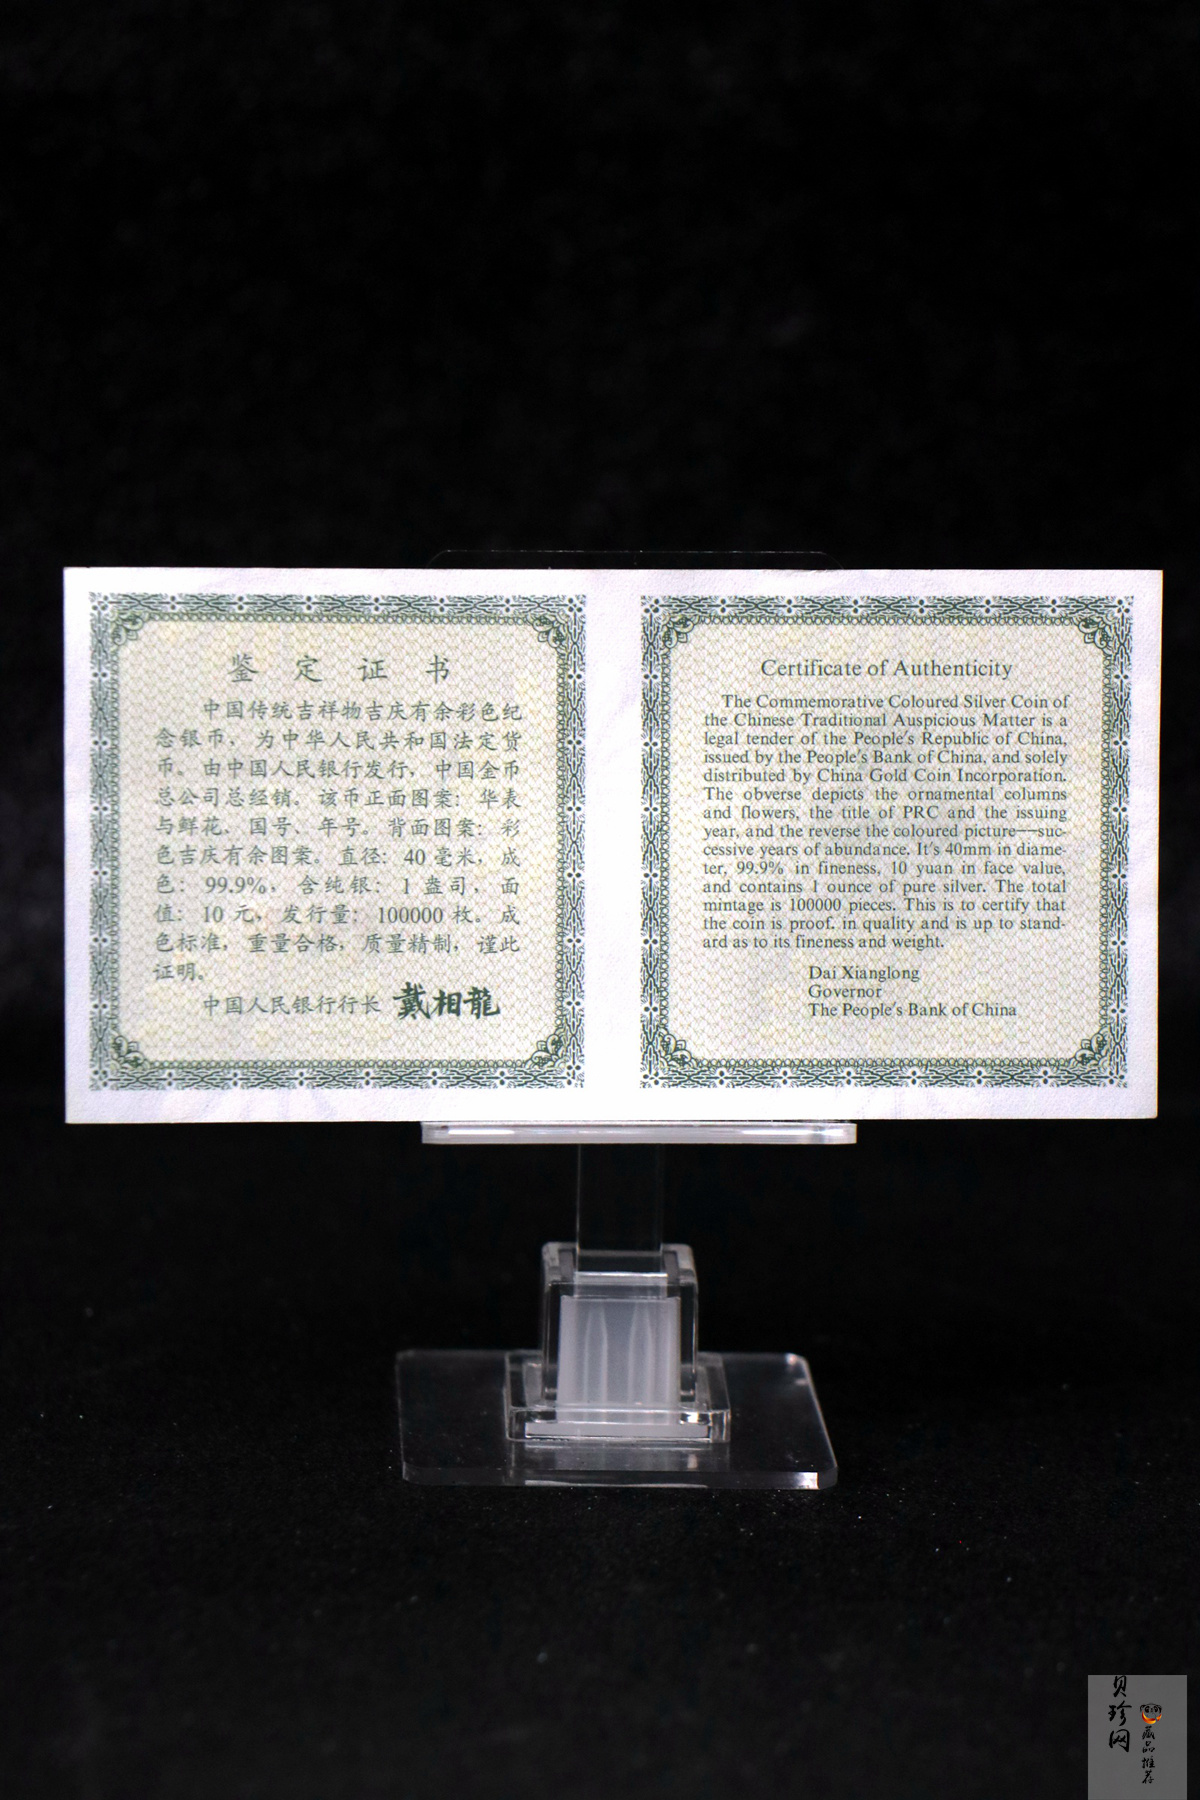 鉴定证书
中国传统吉祥物吉庆有余彩色纪
念银币，为中华人民共和国法定货
币。由中国人民银行发行，中国金币
总公司总经销。该币正面图案：华表
与鲜花、国号、年号。背面图案：彩
色吉庆有余图案。直径：40毫米，成
色：99.9%，含纯银：1盎司，面
值：10元，发行量：100000枚。成
色标准，重量合格，质量精制，谨此
证明。
中国人民银行行长 戴相龍
Certificate of Authenticity
The Commemorative Coloured Silver Coin of
the Chinese Traditional Auspicious Matter is a
legal tender of the People's Republic of China,
issued by the People's Bank of China, and solely
distributed by China Gold Coin Incorporation.
The obverse depicts the ornamental columns
and flowers, the title of PRC and the issuing
year, and the reverse the coloured picture——suc-
cessive years of abundance. It's 40mm in diame-
ter, 99.9% in fineness, 10 yuan in face value,
and contains 1 ounce of pure silver. The total
mintage is 100000 pieces. This is to certify that
the coin is proof. in quality and is up to stand-
ard as to its fineness and weight.
Dai Xianglong
Governor
The People's Bank of China
贝珍网
藏品推荐